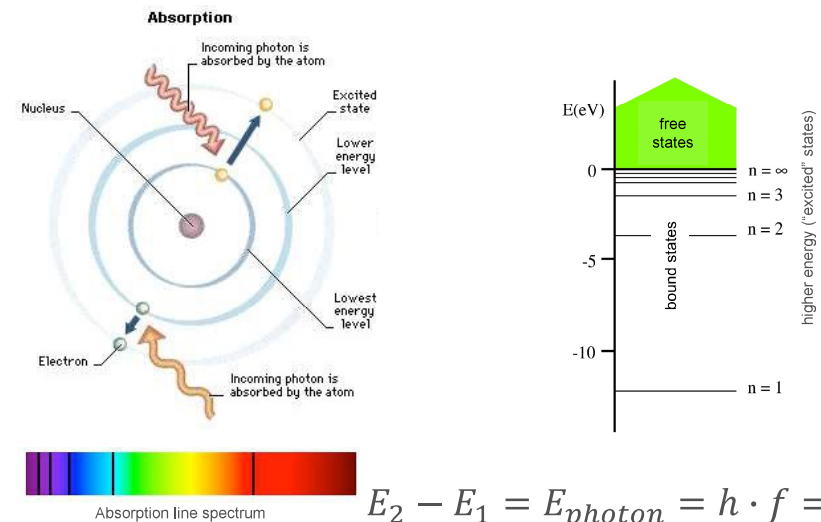 Absorption
Incoming photon is
absorbed by the atom
Nucleus
Excited
state
Lower
energy
level
Lowest
energy
level
Electron
Incoming photon is
absorbed by the atom
Absorption line spectrum
E(eV)
free
states
0
n = ∞
n = 3
n = 2
-5
bound states
-10
n = 1
higher energy ("excited" states)
E₂ − E₁ = E_photon = h · f =